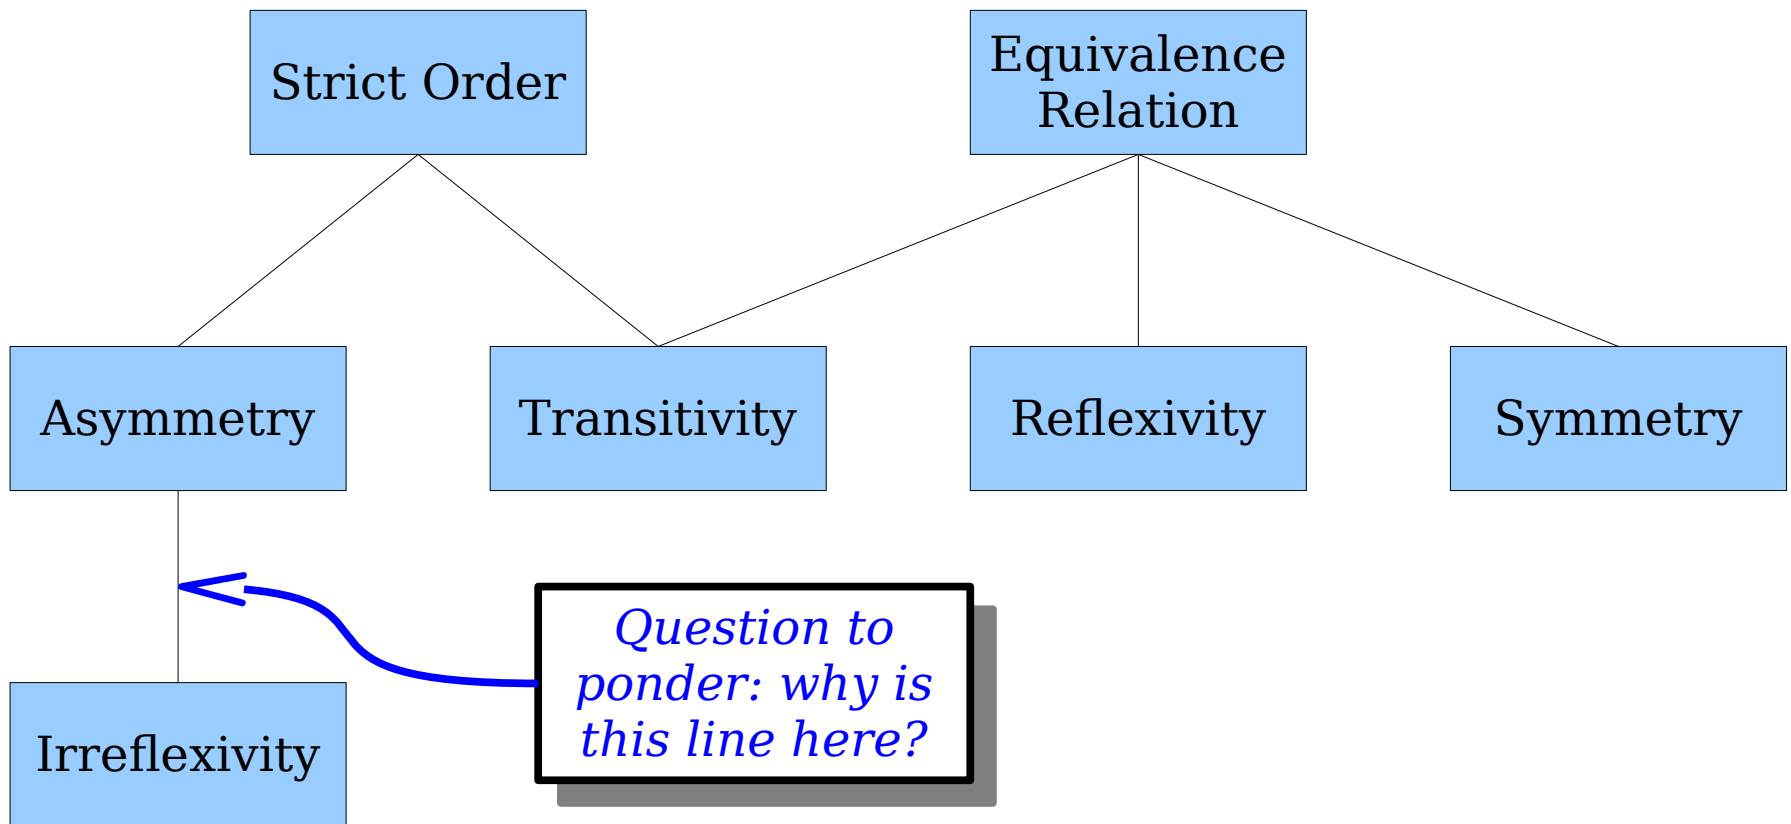 Strict Order
Equivalence
Relation
Asymmetry
Transitivity
Reflexivity
Symmetry
Question to
ponder: why is
this line here?
Irreflexivity